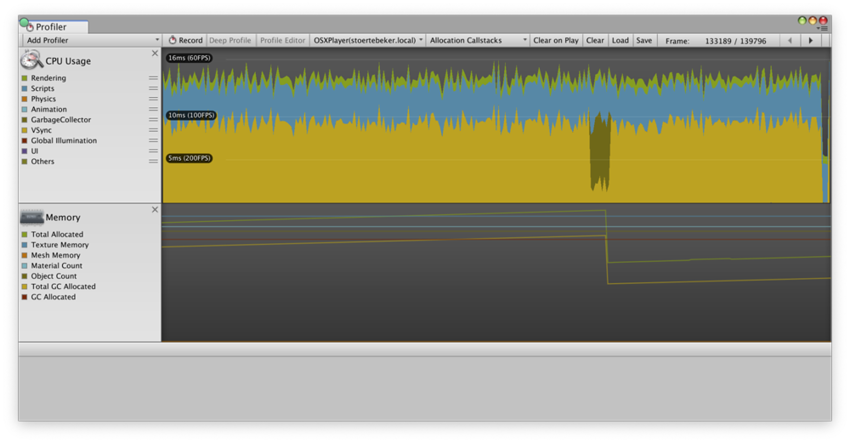 Profiler
Add Profiler Record Deep Profile Profile Editor OSXPlayer(stoertebeker.local) Allocation Callstacks Clear on Play Clear Load Save Frame: 133189 / 139796
CPU Usage
Rendering
Scripts
Physics
Animation
GarbageCollector
VSync
Global Illumination
UI
Others
16ms (60FPS)
10ms (100FPS)
5ms (200FPS)
Memory
Total Allocated
Texture Memory
Mesh Memory
Material Count
Object Count
Total GC Allocated
GC Allocated